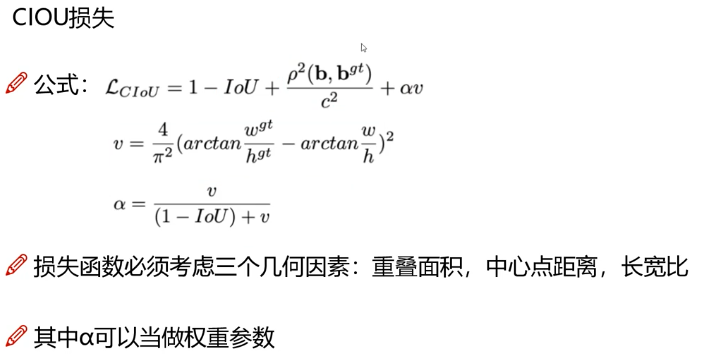 CIOU损失
公式：$\mathcal{L}_{CIoU} = 1 - IoU + \frac{\rho^2(\mathbf{b}, \mathbf{b}^{gt})}{c^2} + \alpha v$
$v = \frac{4}{\pi^2}(arctan\frac{w^{gt}}{h^{gt}} - arctan\frac{w}{h})^2$
$\alpha = \frac{v}{(1 - IoU) + v}$
损失函数必须考虑三个几何因素：重叠面积，中心点距离，长宽比
其中α可以当做权重参数